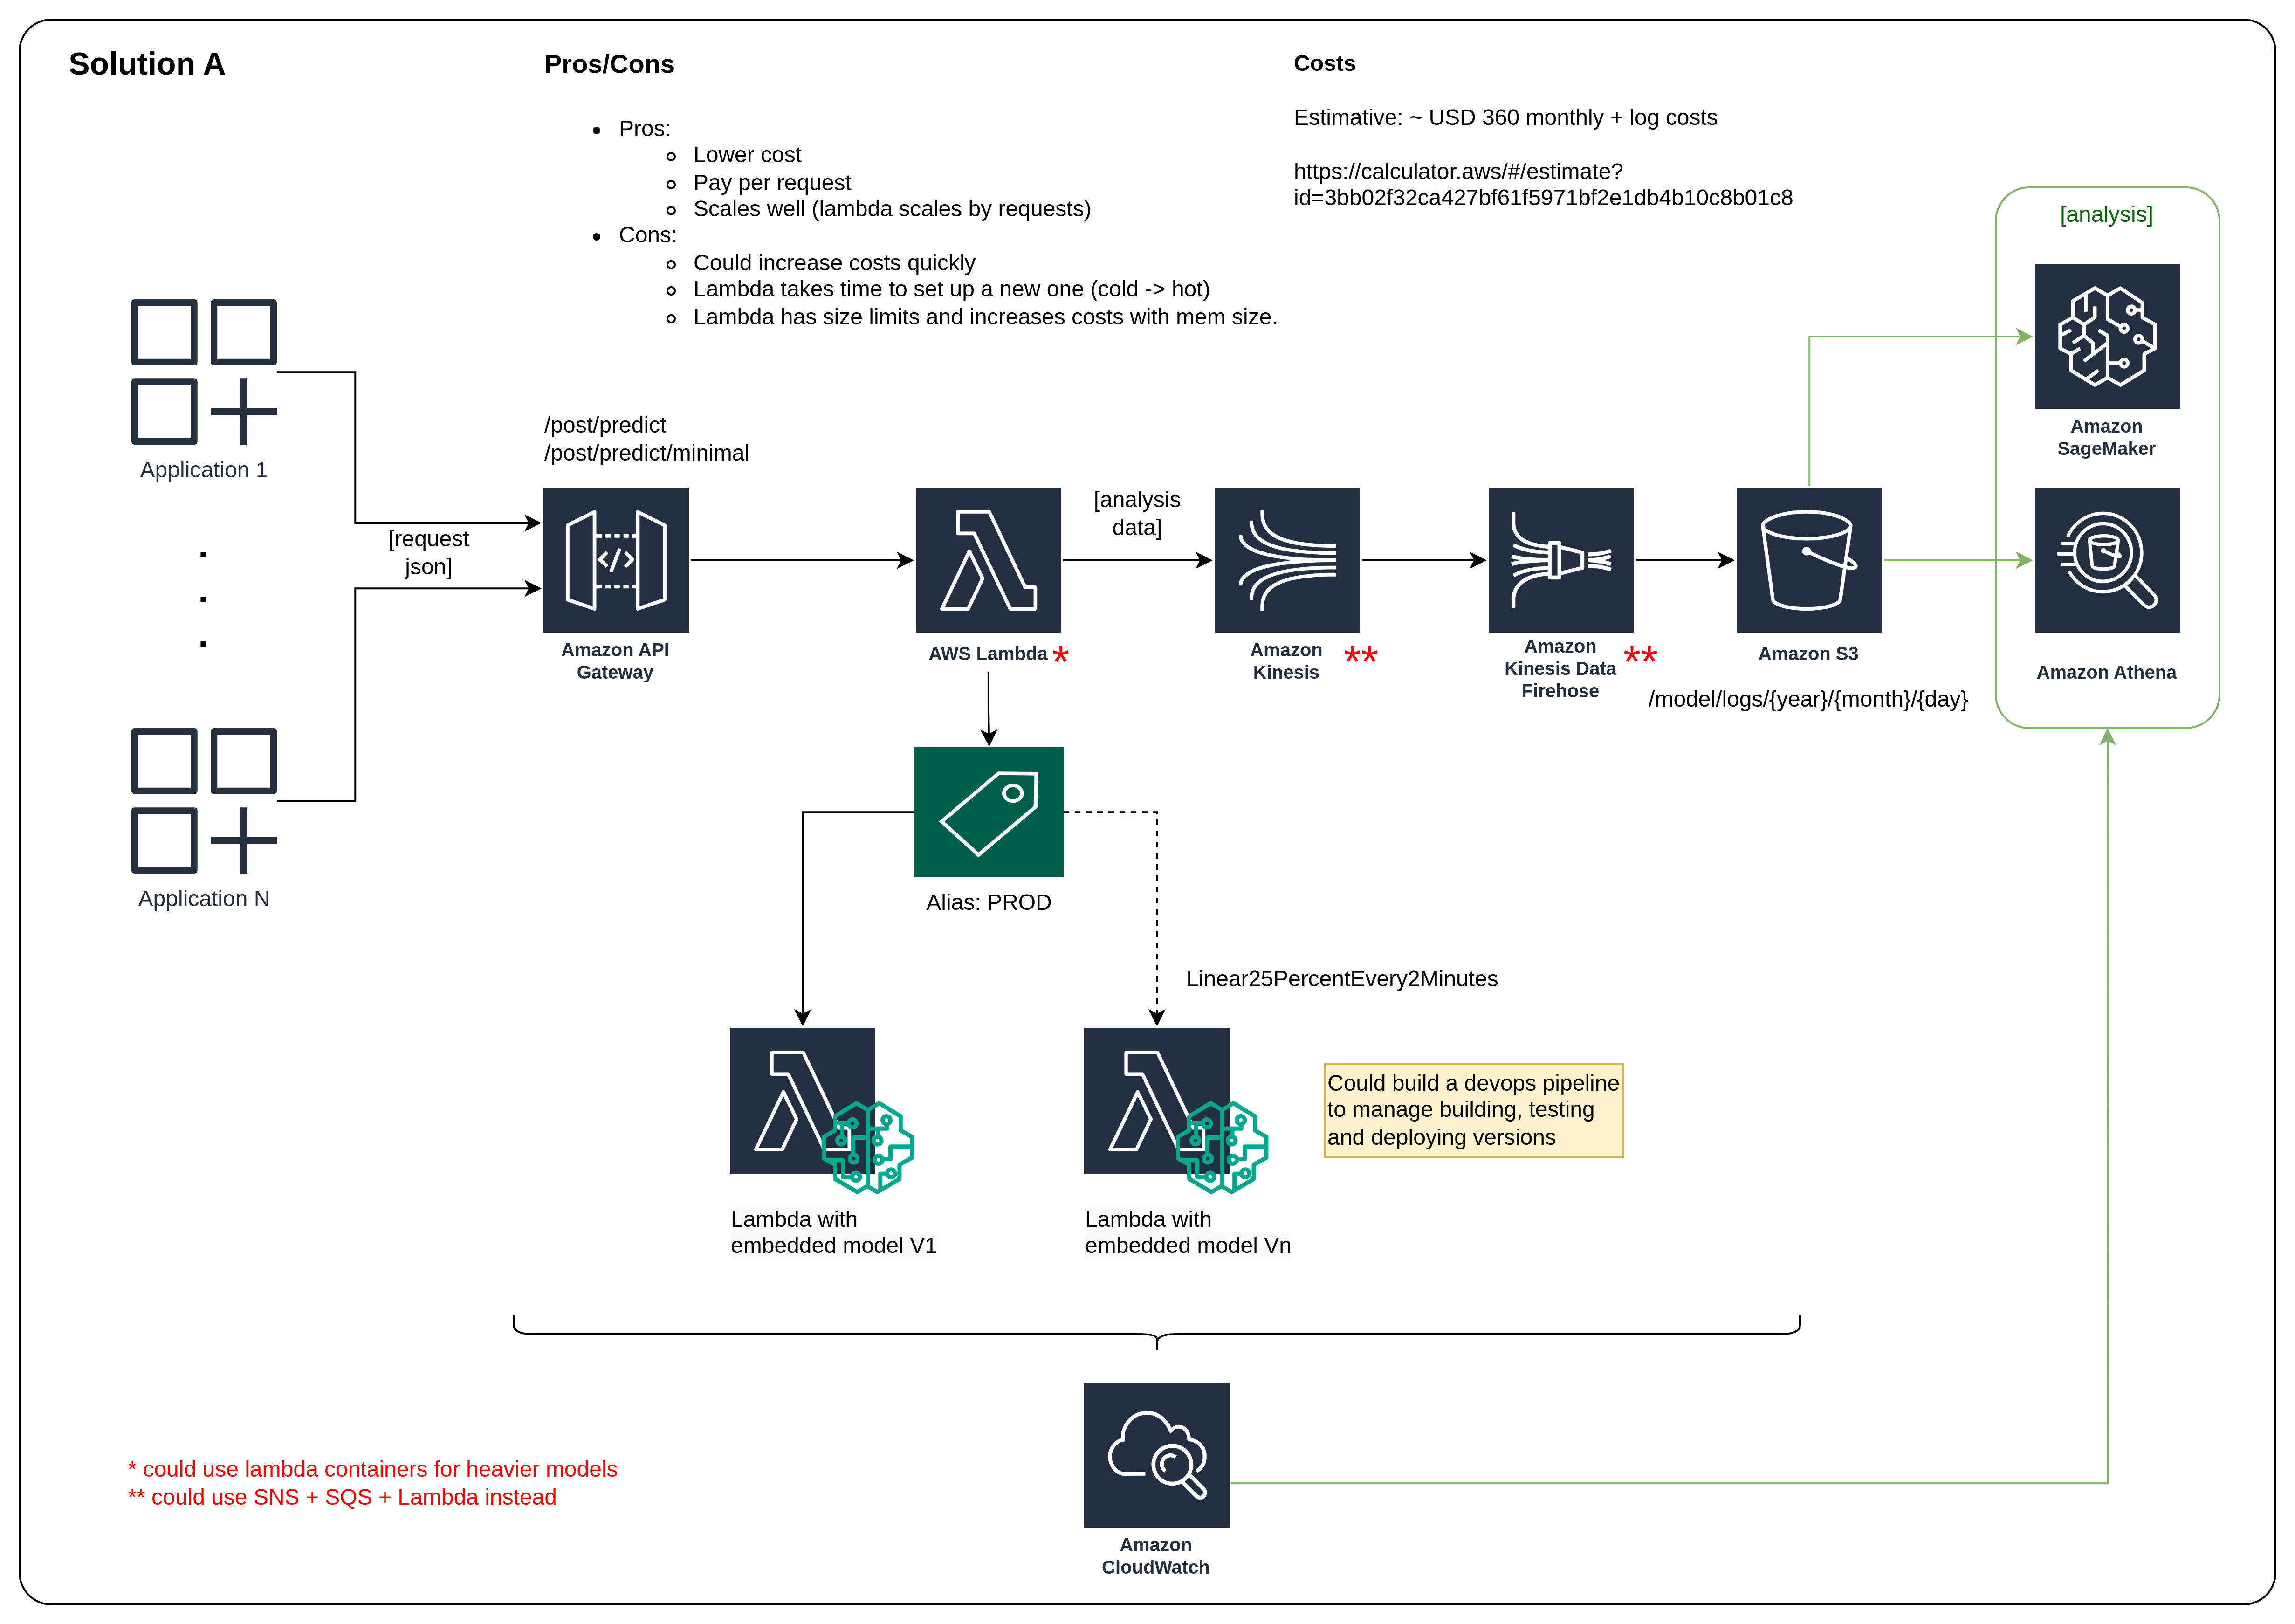 Solution A
Pros/Cons
Pros:
Lower cost
Pay per request
Scales well (lambda scales by requests)
Cons:
Could increase costs quickly
Lambda takes time to set up a new one (cold -> hot)
Lambda has size limits and increases costs with mem size.
Costs
Estimative: ~ USD 360 monthly + log costs
https://calculator.aws/#/estimate?
id=3bb02f32ca427bf61f5971bf2e1db4b10c8b01c8
[analysis]
Amazon
SageMaker
Application 1
/post/predict
/post/predict/minimal
[request
json]
Amazon API
Gateway
AWS Lambda *
[analysis
data]
Amazon
Kinesis **
Amazon
Kinesis Data
Firehose **
Amazon S3
/model/logs/{year}/{month}/{day}
Amazon Athena
Application N
Alias: PROD
Linear25PercentEvery2Minutes
Could build a devops pipeline
to manage building, testing
and deploying versions
Lambda with
embedded model V1
Lambda with
embedded model Vn
* could use lambda containers for heavier models
** could use SNS + SQS + Lambda instead
Amazon
CloudWatch